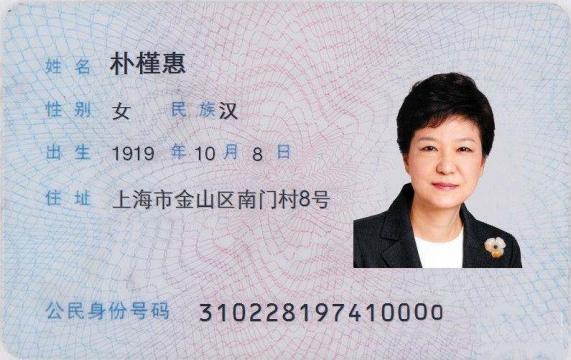 姓名 朴槿惠
性别 女 民族 汉
出生 1919 年 10 月 8 日
住址 上海市金山区南门村8号
公民身份号码 310228197410000